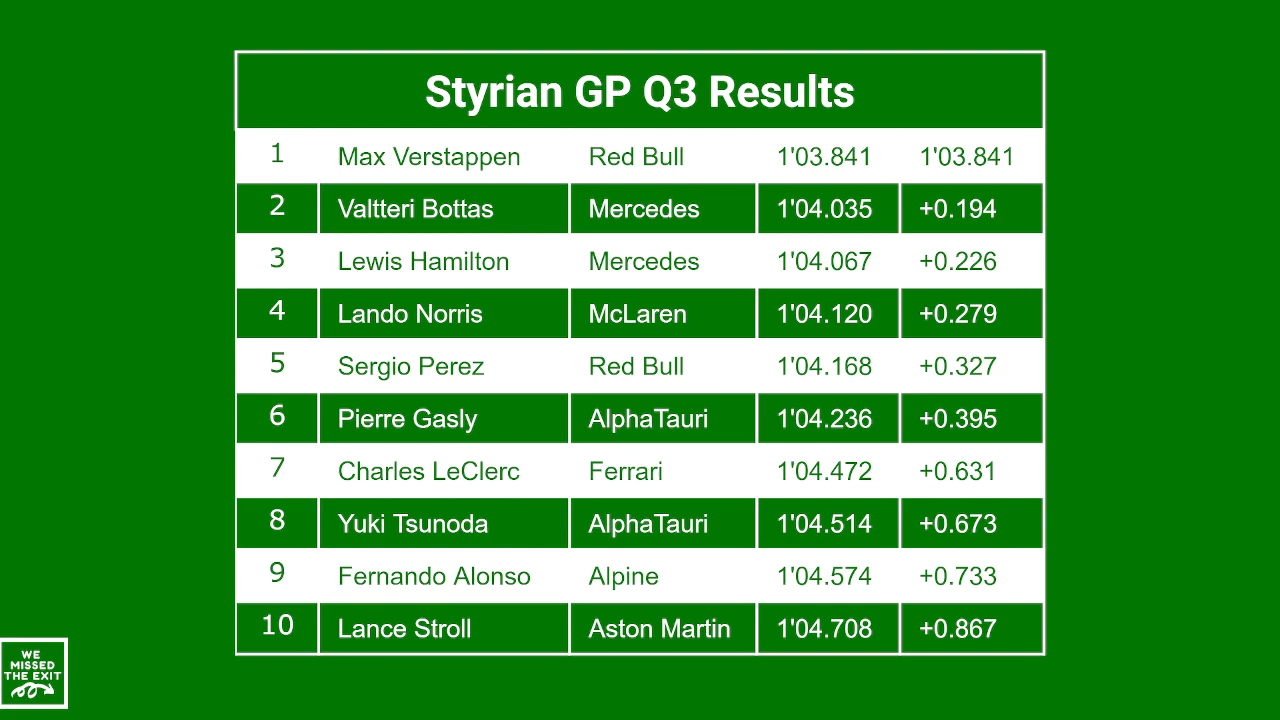 Styrian GP Q3 Results
1 Max Verstappen Red Bull 1'03.841 1'03.841
2 Valtteri Bottas Mercedes 1'04.035 +0.194
3 Lewis Hamilton Mercedes 1'04.067 +0.226
4 Lando Norris McLaren 1'04.120 +0.279
5 Sergio Perez Red Bull 1'04.168 +0.327
6 Pierre Gasly AlphaTauri 1'04.236 +0.395
7 Charles LeClerc Ferrari 1'04.472 +0.631
8 Yuki Tsunoda AlphaTauri 1'04.514 +0.673
9 Fernando Alonso Alpine 1'04.574 +0.733
10 Lance Stroll Aston Martin 1'04.708 +0.867
WE
MISSED
THE EXIT